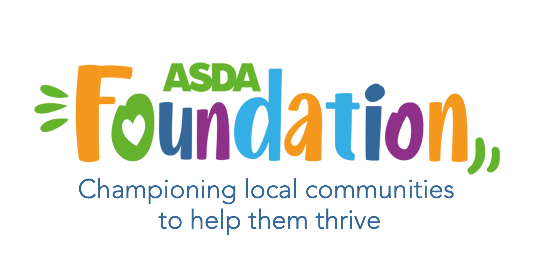 ASDA
Foundation
Championing local communities
to help them thrive